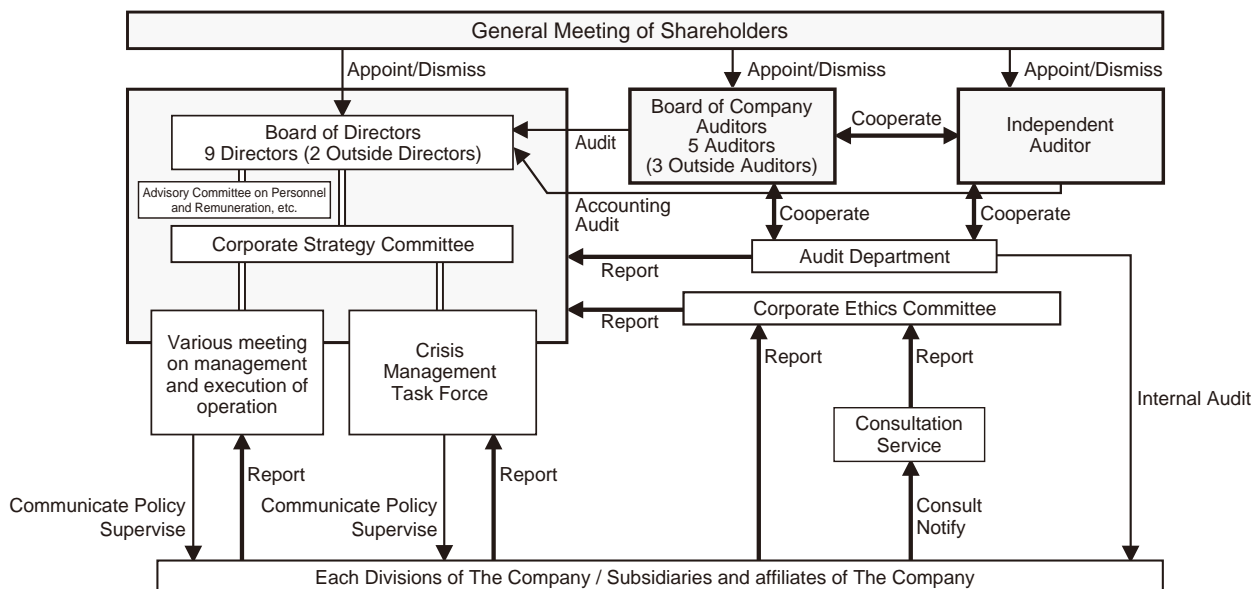 General Meeting of Shareholders
Appoint/Dismiss
Appoint/Dismiss
Appoint/Dismiss
Board of Directors
9 Directors (2 Outside Directors)
Audit
Board of Company
Auditors
5 Auditors
(3 Outside Auditors)
Cooperate
Independent
Auditor
Advisory Committee on Personnel
and Remuneration, etc.
Accounting
Audit
Cooperate
Cooperate
Corporate Strategy Committee
Audit Department
Report
Corporate Ethics Committee
Report
Various meeting
on management
and execution of
operation
Crisis
Management
Task Force
Report
Report
Internal Audit
Consultation
Service
Report
Report
Communicate Policy
Supervise
Communicate Policy
Supervise
Consult
Notify
Each Divisions of The Company / Subsidiaries and affiliates of The Company